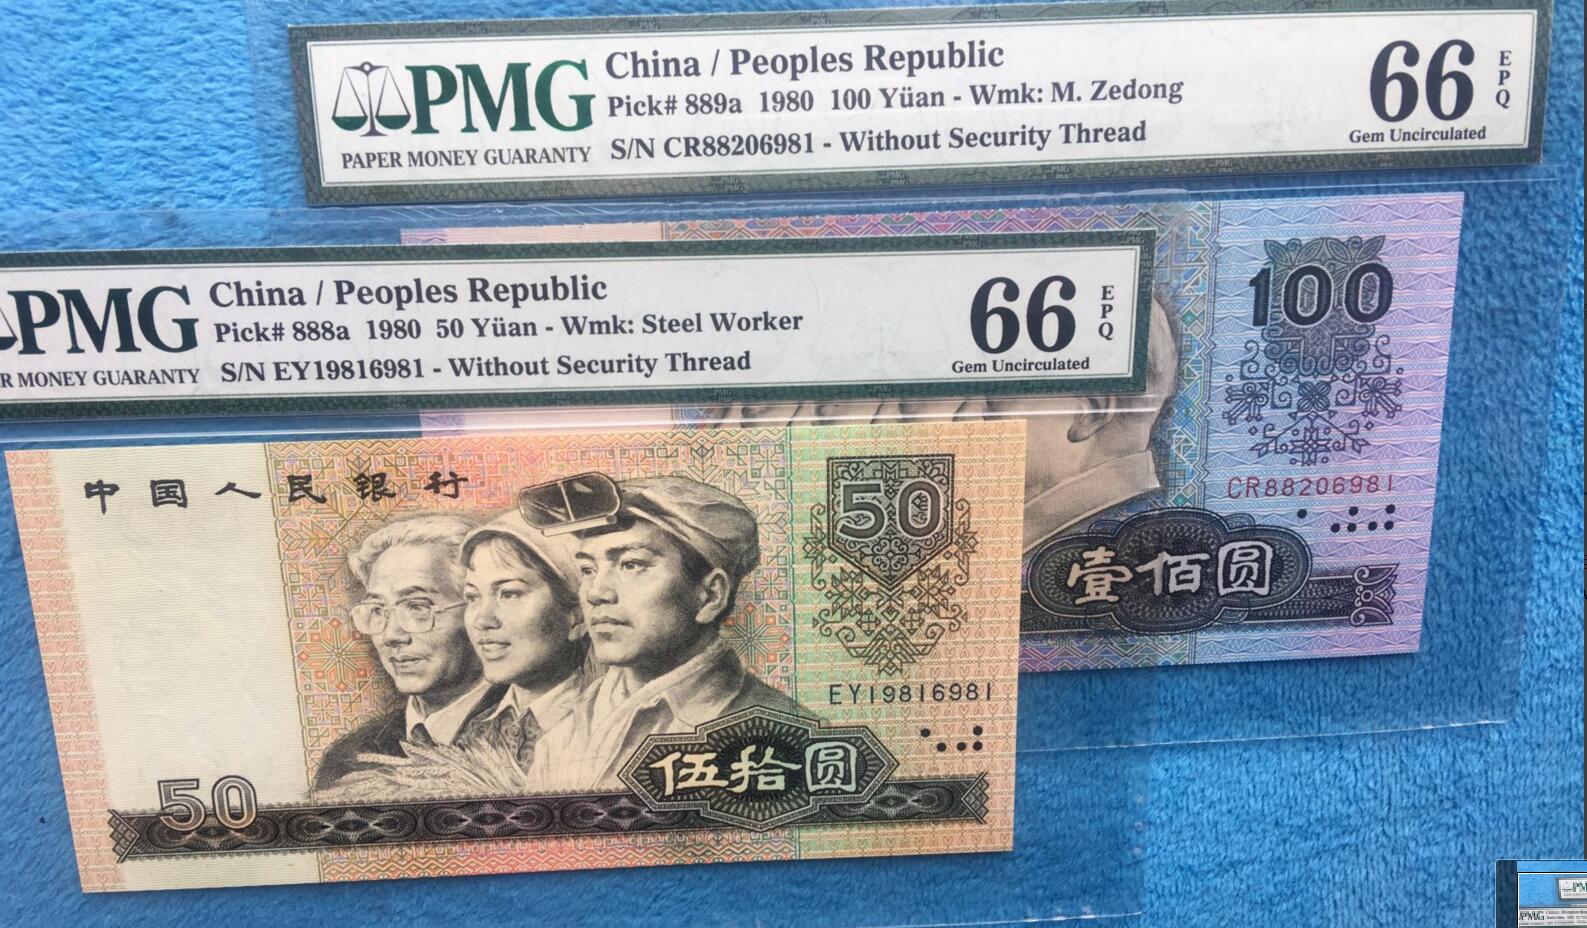 PMG
PAPER MONEY GUARANTY
China / Peoples Republic
Pick# 889a 1980 100 Yüan - Wmk: M. Zedong
S/N CR88206981 - Without Security Thread
66
EPQ
Gem Uncirculated
100
CR88206981
壹佰圆
PMG
R MONEY GUARANTY
China / Peoples Republic
Pick# 888a 1980 50 Yüan - Wmk: Steel Worker
S/N EY19816981 - Without Security Thread
66
EPQ
Gem Uncirculated
中国人民银行
50
EY19816981
伍拾圆
50